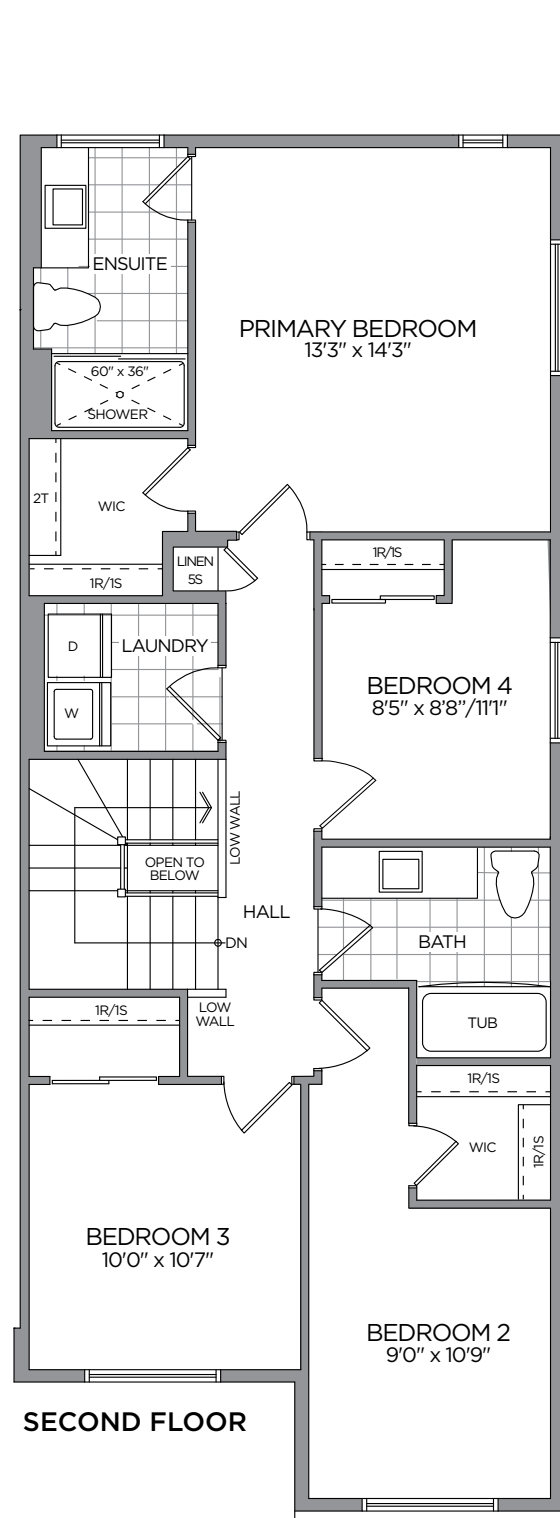 ENSUITE
PRIMARY BEDROOM
13'3" x 14'3"
60" x 36"
SHOWER
2T
WIC
1R/1S
LINEN
5S
1R/1S
D
LAUNDRY
W
BEDROOM 4
8'5" x 8'8"/11'1"
LOW WALL
OPEN TO
BELOW
HALL
DN
BATH
1R/1S
LOW
WALL
TUB
1R/1S
WIC
1R/1S
BEDROOM 3
10'0" x 10'7"
BEDROOM 2
9'0" x 10'9"
SECOND FLOOR